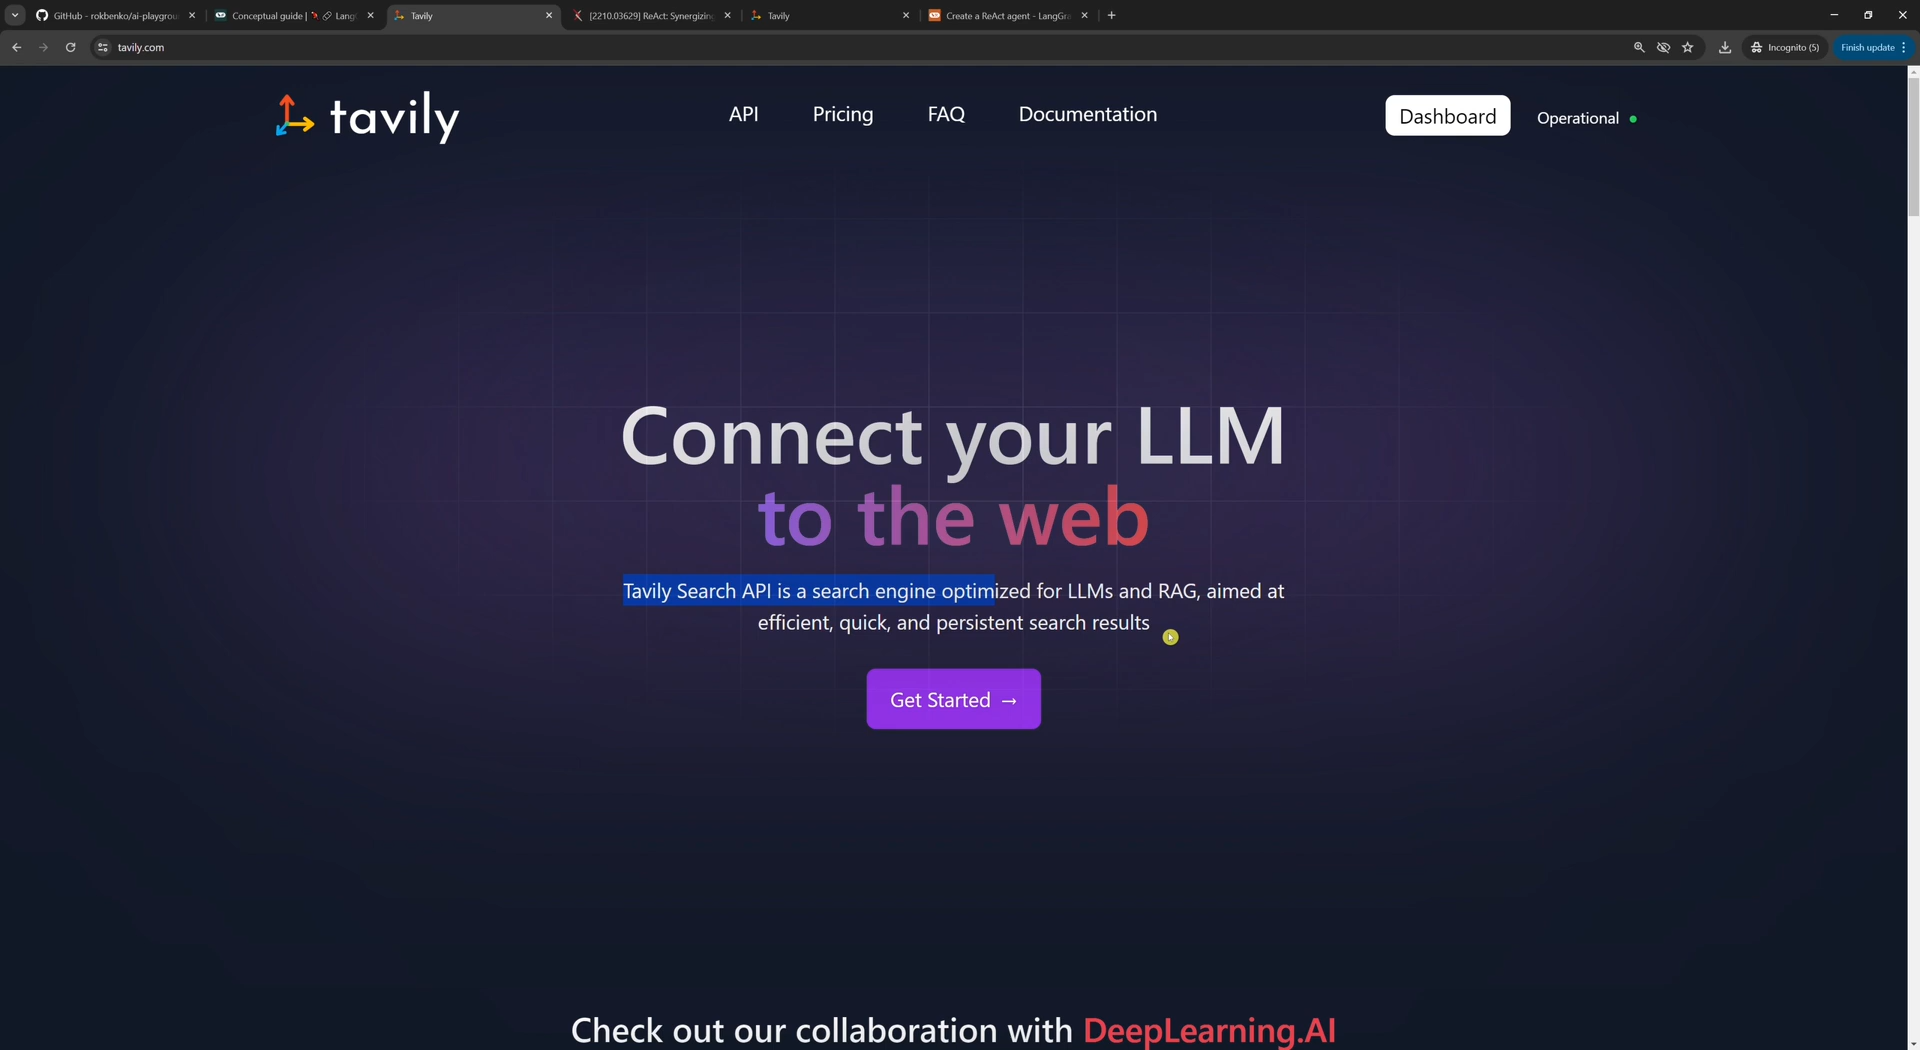 GitHub - rokbenko/ai-playgrou
Conceptual guide | Lang
Tavily
[2210.03629] ReAct: Synergizing
Tavily
Create a ReAct agent - LangGra
tavily.com
Incognito (5)
Finish update
tavily
API
Pricing
FAQ
Documentation
Dashboard
Operational
Connect your LLM
to the web
Tavily Search API is a search engine optimized for LLMs and RAG, aimed at
efficient, quick, and persistent search results
Get Started →
Check out our collaboration with DeepLearning.AI